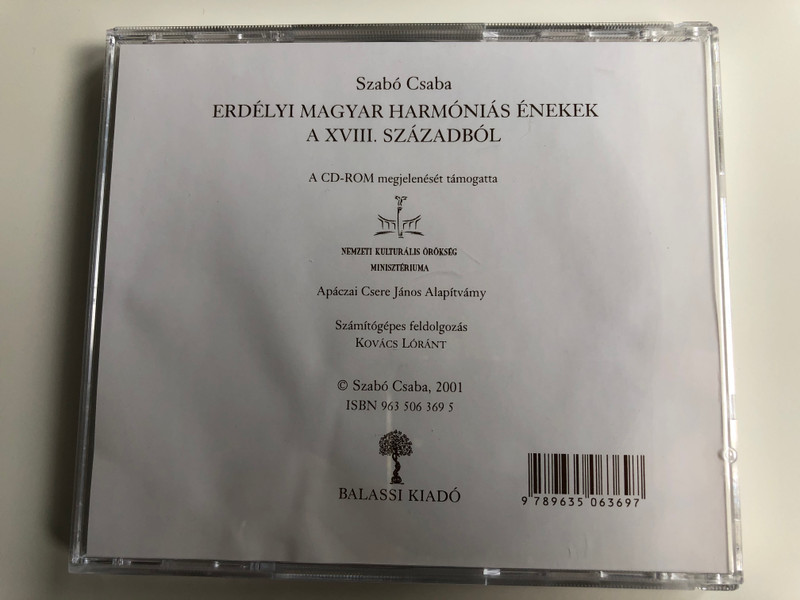 Szabó Csaba
ERDÉLYI MAGYAR HARMÓNIÁS ÉNEKEK
A XVIII. SZÁZADBÓL
A CD-ROM megjelenését támogatta
NEMZETI KULTURÁLIS ÖRÖKSÉG
MINISZTÉRIUMA
Apáczai Csere János Alapítvámy
Számítógépes feldolgozás
KOVÁCS LÓRÁNT
© Szabó Csaba, 2001
ISBN 963 506 369 5
BALASSI KIADÓ
9 789635 063697